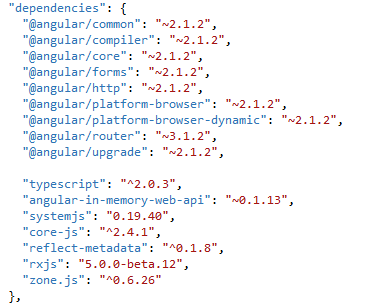 "dependencies": {
"@angular/common": "~2.1.2",
"@angular/compiler": "~2.1.2",
"@angular/core": "~2.1.2",
"@angular/forms": "~2.1.2",
"@angular/http": "~2.1.2",
"@angular/platform-browser": "~2.1.2",
"@angular/platform-browser-dynamic": "~2.1.2",
"@angular/router": "~3.1.2",
"@angular/upgrade": "~2.1.2",
"typescript": "^2.0.3",
"angular-in-memory-web-api": "~0.1.13",
"systemjs": "0.19.40",
"core-js": "^2.4.1",
"reflect-metadata": "^0.1.8",
"rxjs": "5.0.0-beta.12",
"zone.js": "^0.6.26"
},